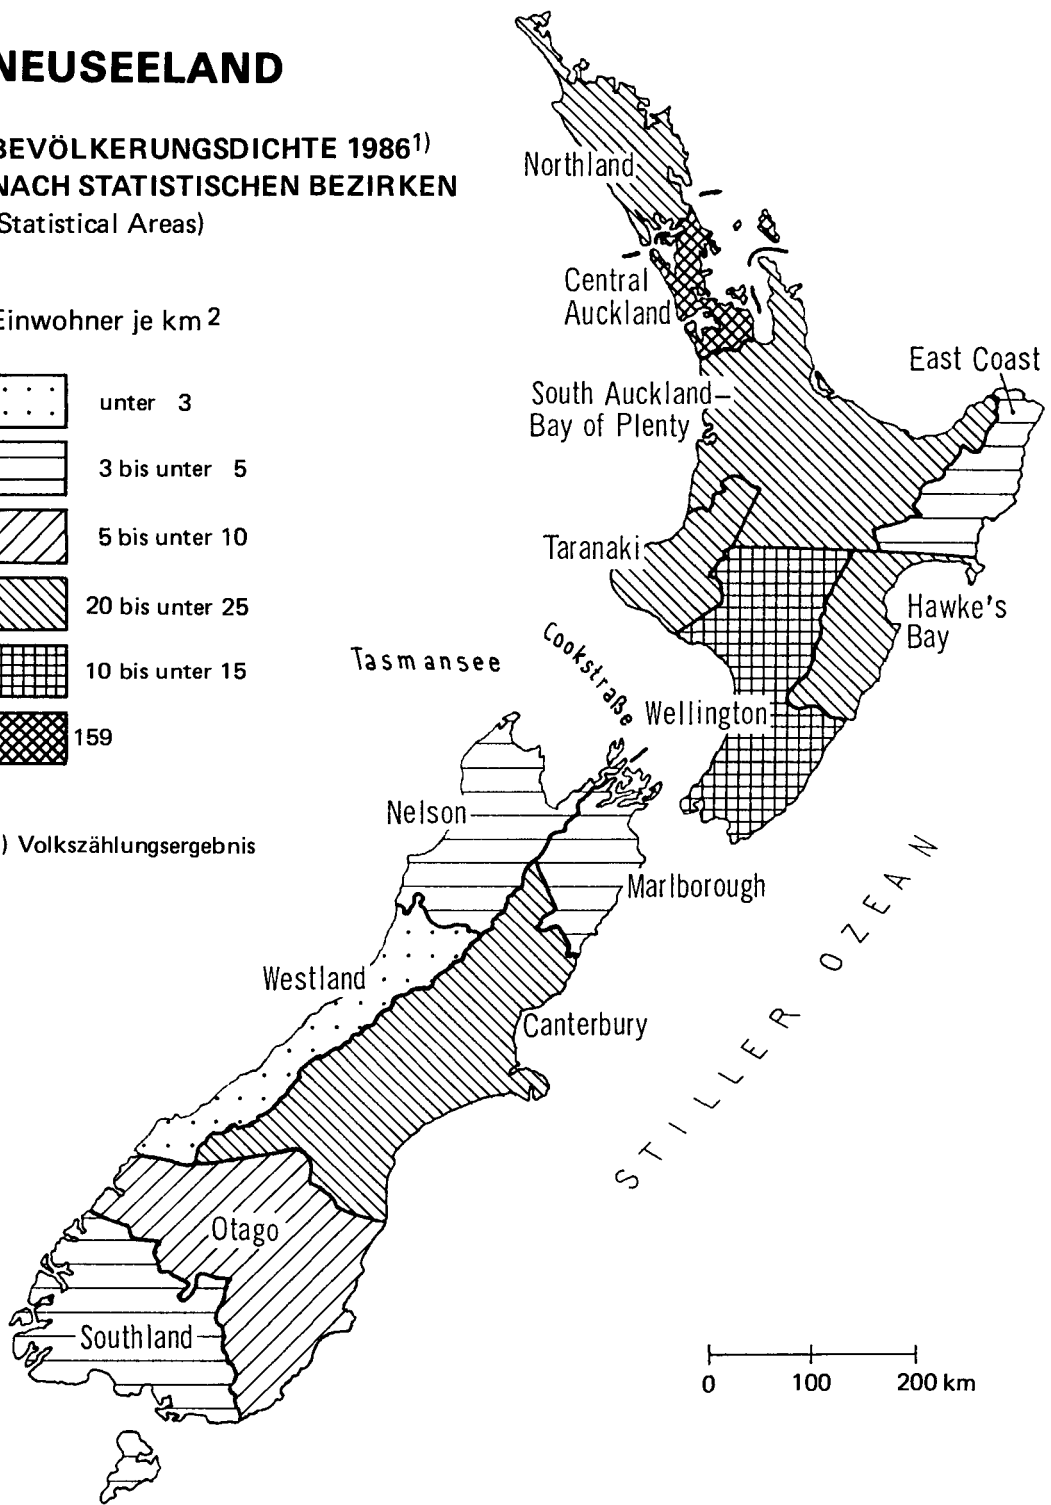 NEUSEELAND
BEVÖLKERUNGSDICHTE 1986¹⁾
NACH STATISTISCHEN BEZIRKEN
(Statistical Areas)
Einwohner je km²
unter 3
3 bis unter 5
5 bis unter 10
20 bis unter 25
10 bis unter 15
159
) Volkszählungsergebnis
Northland
Central
Auckland
South Auckland–
Bay of Plenty
East Coast
Taranaki
Hawke's
Bay
Tasmansee
Cookstraße
Wellington
Nelson
Marlborough
Westland
Canterbury
STILLER OZEAN
Otago
Southland
0 100 200 km